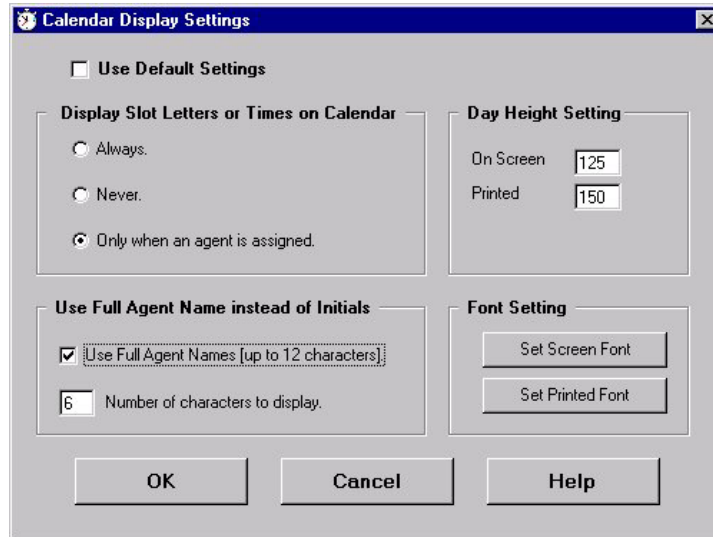 Calendar Display Settings
Use Default Settings
Display Slot Letters or Times on Calendar
Always.
Never.
Only when an agent is assigned.
Day Height Setting
On Screen 125
Printed 150
Use Full Agent Name instead of Initials
Use Full Agent Names [up to 12 characters].
6 Number of characters to display.
Font Setting
Set Screen Font
Set Printed Font
OK Cancel Help